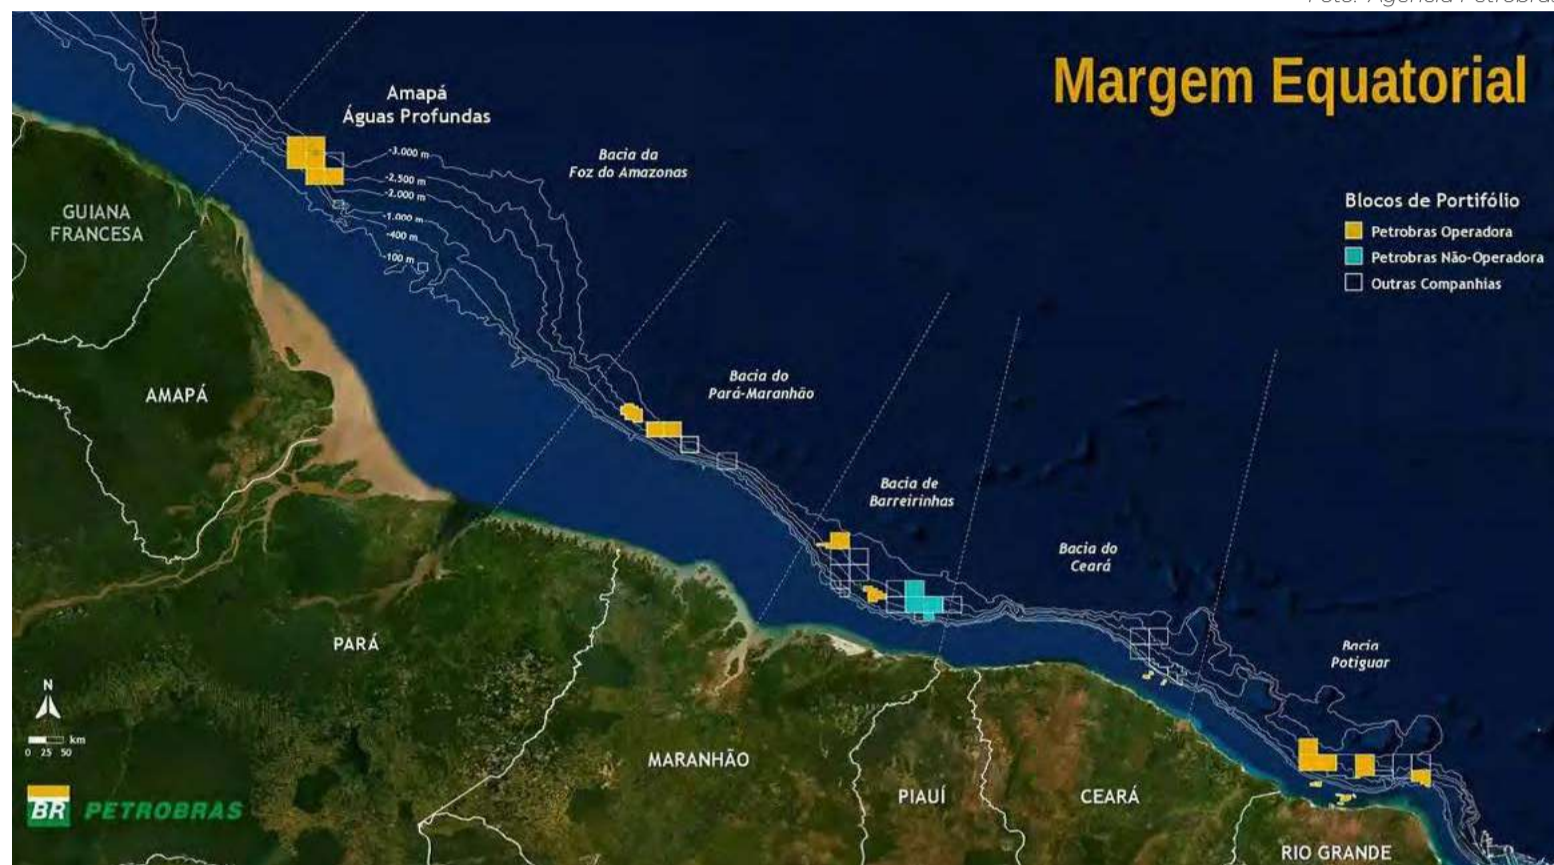 Foto: Agência Petrobras
Margem Equatorial
Amapá
Águas Profundas
Bacia da
Foz do Amazonas
-3.000 m
-2.500 m
-2.000 m
-1.000 m
-400 m
-100 m
GUIANA
FRANCESA
Blocos de Portifólio
Petrobras Operadora
Petrobras Não-Operadora
Outras Companhias
AMAPÁ
Bacia do
Pará-Maranhão
Bacia de
Barreirinhas
Bacia do
Ceará
Bacia
Potiguar
PARÁ
N
km
0 25 50
MARANHÃO
PIAUÍ
CEARÁ
RIO GRANDE
BR PETROBRAS